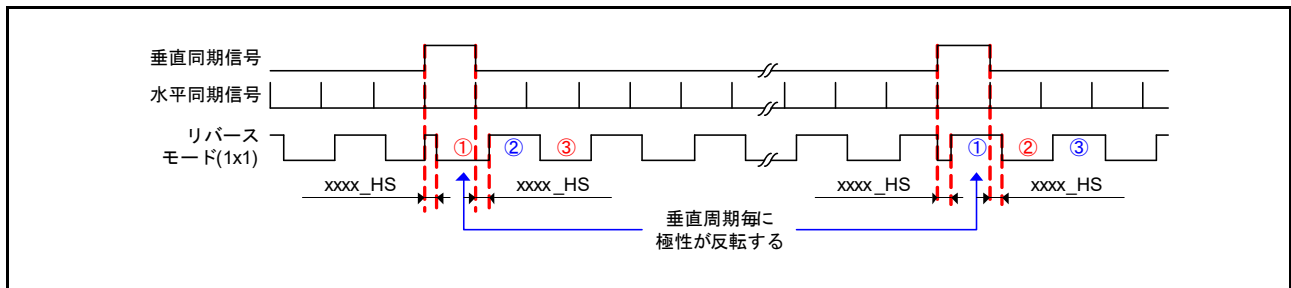 垂直同期信号
水平同期信号
リバース
モード(1x1)
① ② ③ ① ② ③
xxxx_HS xxxx_HS xxxx_HS xxxx_HS
垂直周期毎に
極性が反転する